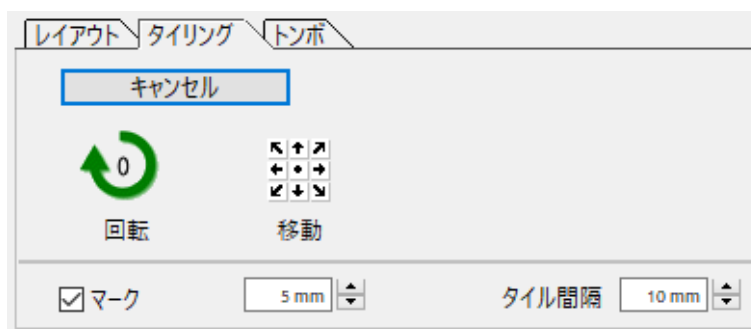 レイアウト タイリング トンボ
キャンセル
0
回転 移動
マーク 5 mm タイル間隔 10 mm